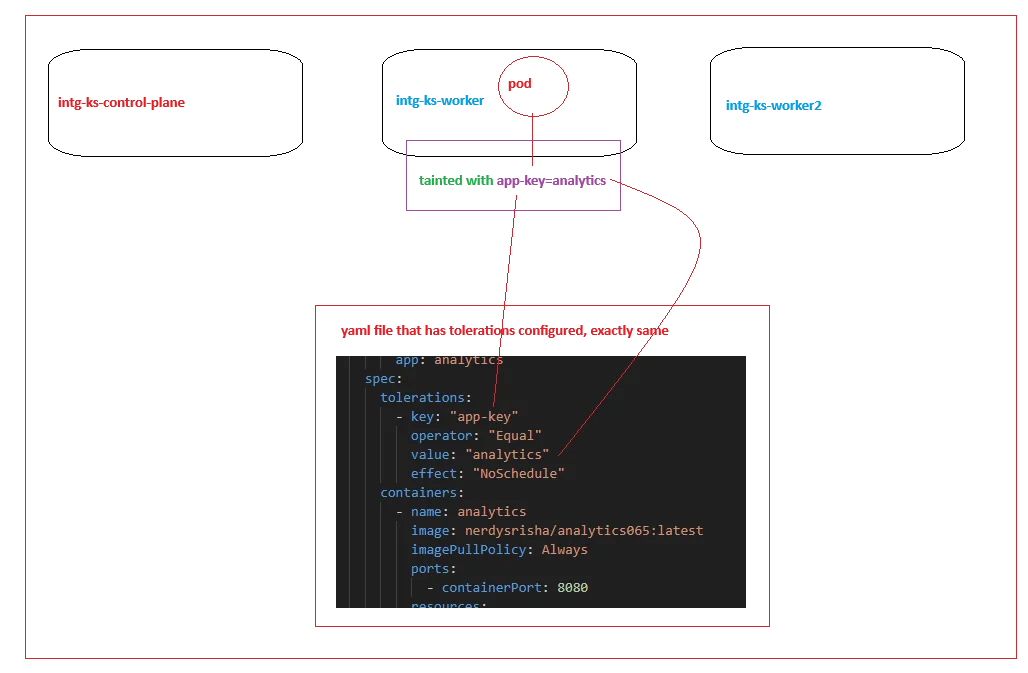 pod
intg-ks-control-plane
intg-ks-worker
intg-ks-worker2
tainted with app-key=analytics
yaml file that has tolerations configured, exactly same
app: analytics
spec:
tolerations:
- key: "app-key"
operator: "Equal"
value: "analytics"
effect: "NoSchedule"
containers:
- name: analytics
image: nerdysrisha/analytics065:latest
imagePullPolicy: Always
ports:
- containerPort: 8080
resources: